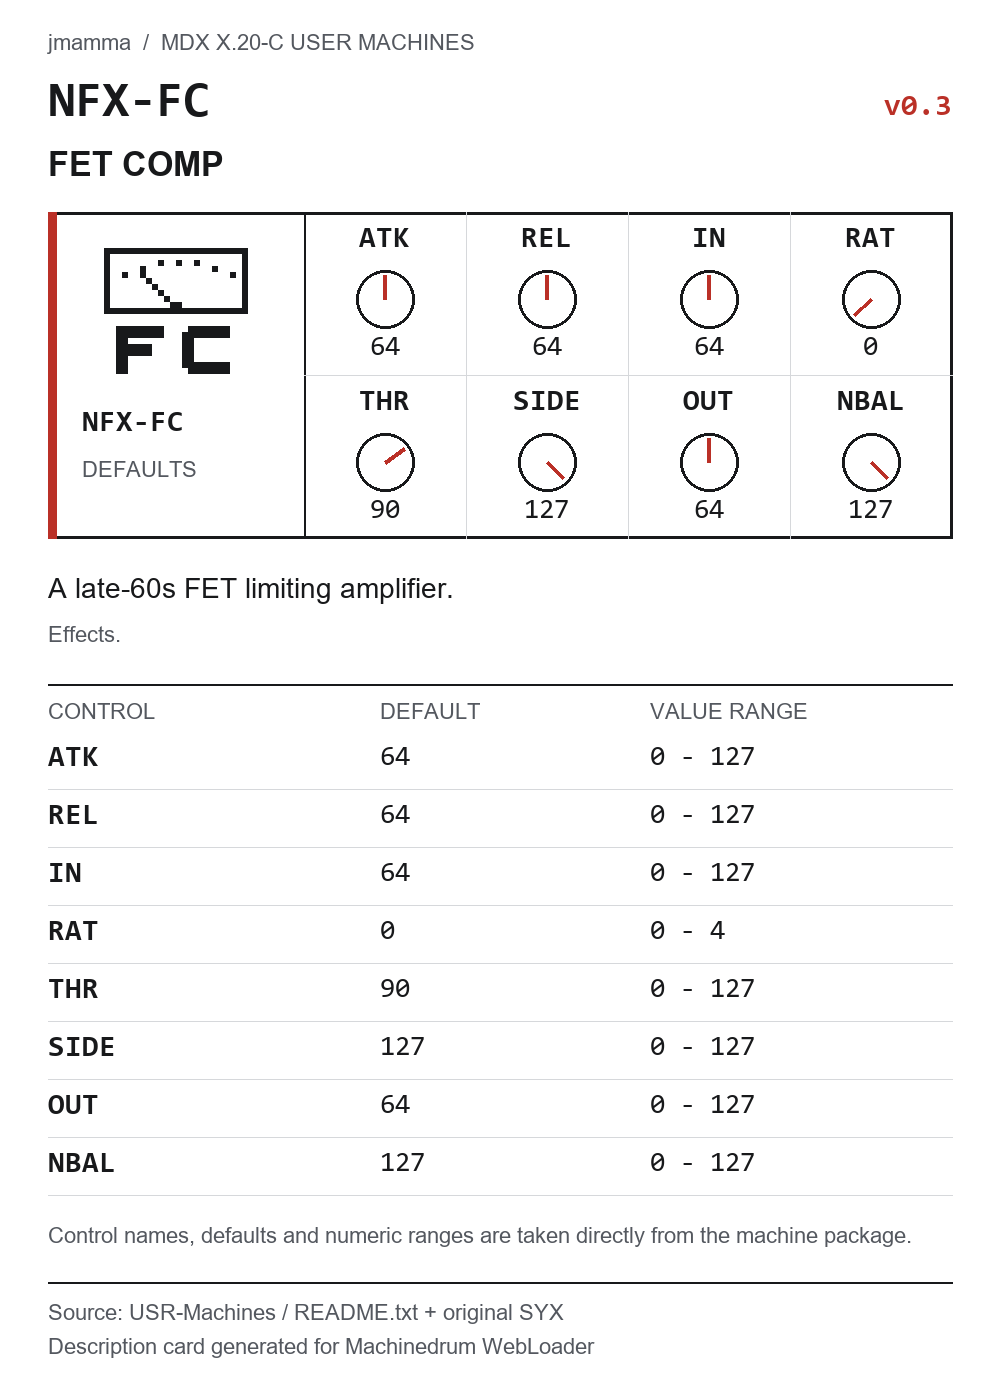 jmamma / MDX X.20-C USER MACHINES
NFX-FC
v0.3
FET COMP
FC
NFX-FC
DEFAULTS
ATK REL IN RAT
64 64 64 0
THR SIDE OUT NBAL
90 127 64 127
A late-60s FET limiting amplifier.
Effects.
CONTROL DEFAULT VALUE RANGE
ATK 64 0 - 127
REL 64 0 - 127
IN 64 0 - 127
RAT 0 0 - 4
THR 90 0 - 127
SIDE 127 0 - 127
OUT 64 0 - 127
NBAL 127 0 - 127
Control names, defaults and numeric ranges are taken directly from the machine package.
Source: USR-Machines / README.txt + original SYX
Description card generated for Machinedrum WebLoader